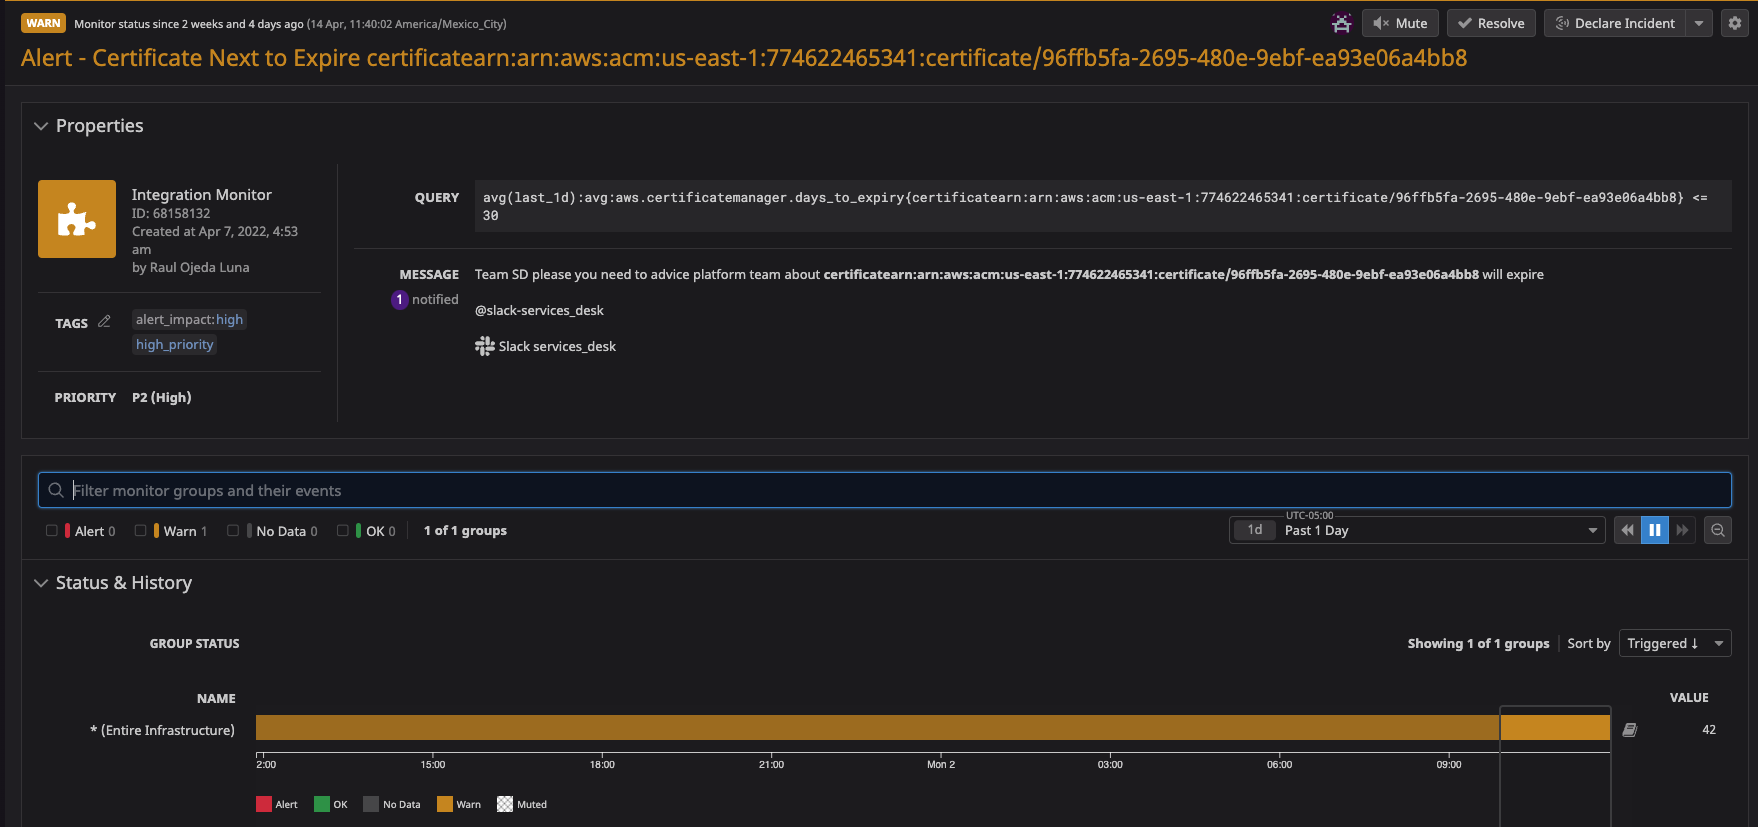 WARN Monitor status since 2 weeks and 4 days ago (14 Apr, 11:40:02 America/Mexico_City)
Mute Resolve Declare Incident
Alert - Certificate Next to Expire certificatearn:arn:aws:acm:us-east-1:774622465341:certificate/96ffb5fa-2695-480e-9ebf-ea93e06a4bb8
Properties
Integration Monitor
ID: 68158132
Created at Apr 7, 2022, 4:53
am
by Raul Ojeda Luna
TAGS
alert_impact:high
high_priority
PRIORITY P2 (High)
QUERY
avg(last_1d):avg:aws.certificatemanager.days_to_expiry{certificatearn:arn:aws:acm:us-east-1:774622465341:certificate/96ffb5fa-2695-480e-9ebf-ea93e06a4bb8} <=
30
MESSAGE
1 notified
Team SD please you need to advice platform team about certificatearn:arn:aws:acm:us-east-1:774622465341:certificate/96ffb5fa-2695-480e-9ebf-ea93e06a4bb8 will expire
@slack-services_desk
Slack services_desk
Filter monitor groups and their events
Alert 0 Warn 1 No Data 0 OK 0 1 of 1 groups
UTC-05:00
1d Past 1 Day
Status & History
GROUP STATUS
Showing 1 of 1 groups Sort by Triggered ↓
NAME
VALUE
* (Entire Infrastructure)
42
2:00 15:00 18:00 21:00 Mon 2 03:00 06:00 09:00
Alert OK No Data Warn Muted